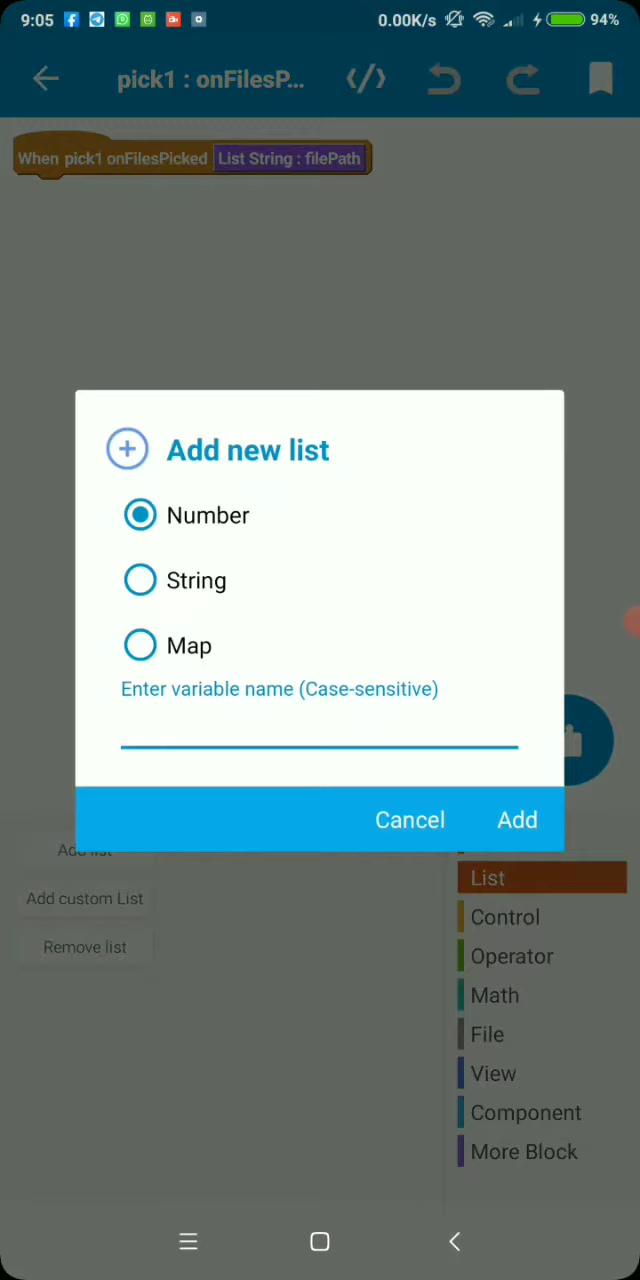 9:05
0.00K/s
94%
pick1 : onFilesP...
When pick1 onFilesPicked List String : filePath
Add new list
Number
String
Map
Enter variable name (Case-sensitive)
Cancel
Add
Add list
Add custom List
Remove list
List
Control
Operator
Math
File
View
Component
More Block